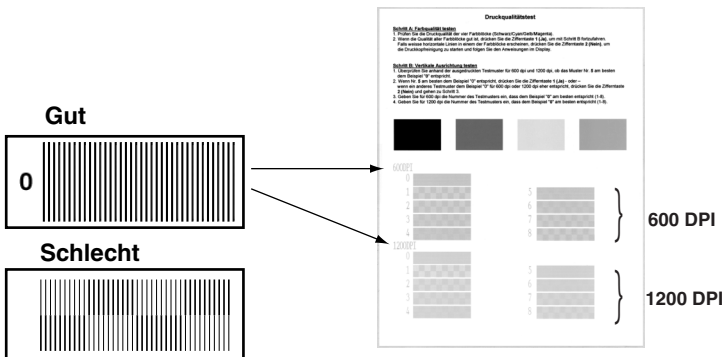 Gut
0
Schlecht
Druckqualitätstest
Schritt A: Farbqualität testen
1. Prüfen Sie die Druckqualität der vier Farbblöcke (Schwarz/Cyan/Gelb/Magenta).
2. Wenn die Qualität aller Farbblöcke gut ist, drücken Sie die Zifferntaste 1 (Ja), um mit Schritt B fortzufahren.
Falls weisse horizontale Linien in einem der Farbblöcke erscheinen, drücken Sie die Zifferntaste 2 (Nein), um
die Druckkopfreinigung zu starten und folgen Sie den Anweisungen im Display.
Schritt B: Vertikale Ausrichtung testen
1. Überprüfen Sie anhand der ausgedruckten Testmuster für 600 dpi und 1200 dpi, ob das Muster Nr. 5 am besten
dem Beispiel "0" entspricht.
2. Wenn Nr. 5 am besten dem Beispiel "0" entspricht, drücken Sie die Zifferntaste 1 (Ja) - oder –
wenn ein anderes Testmuster dem Beispiel "0" für 600 dpi oder 1200 dpi eher entspricht, drücken Sie die Zifferntaste
2 (Nein) und gehen zu Schritt 3.
3. Geben Sie für 600 dpi die Nummer des Testmusters ein, dass dem Beispiel "0" am besten entspricht (1-8).
4. Geben Sie für 1200 dpi die Nummer des Testmusters ein, dass dem Beispiel "0" am besten entspricht (1-8).
600DPI
0
1 5
2 6
3 7
4 8
600 DPI
1200DPI
0
1 5
2 6
3 7
4 8
1200 DPI